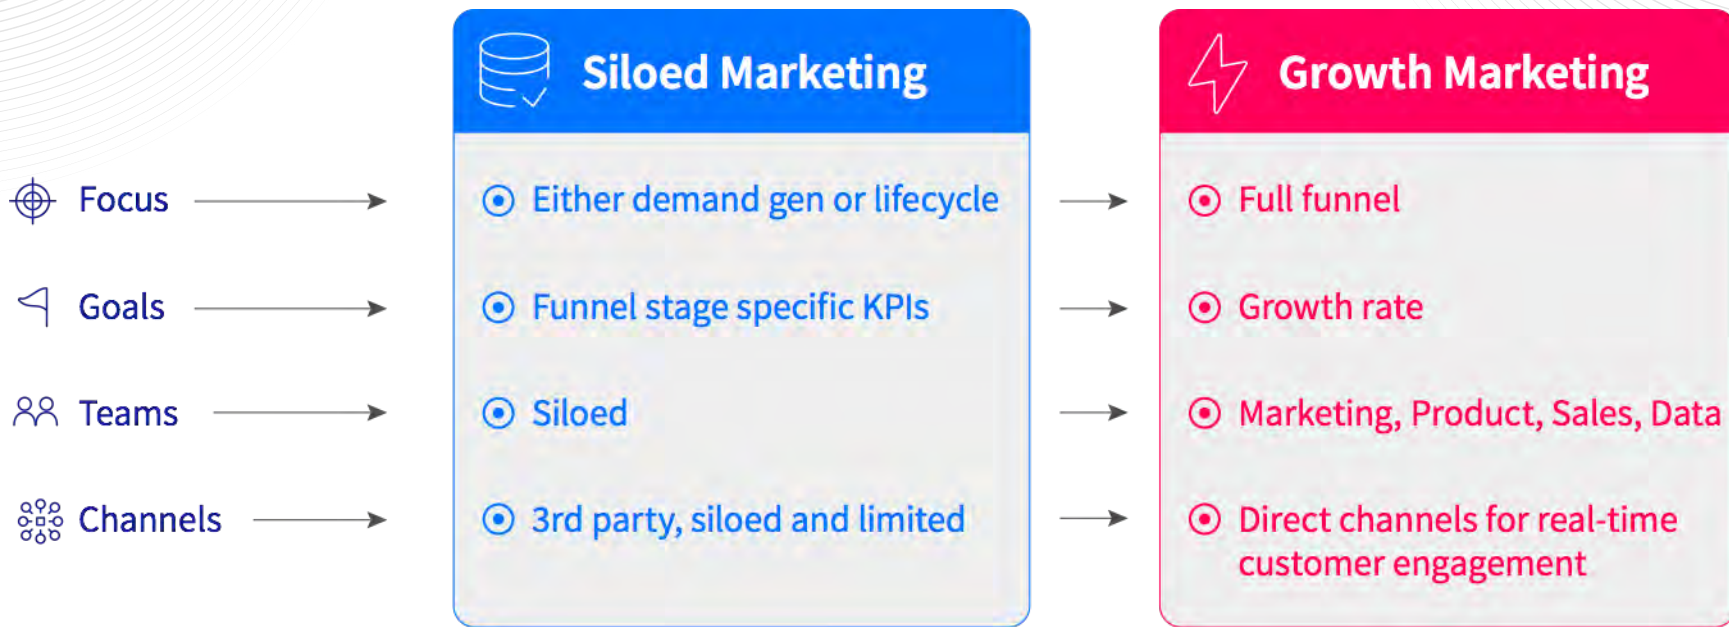 Siloed Marketing
Growth Marketing
Focus
Either demand gen or lifecycle
Full funnel
Goals
Funnel stage specific KPIs
Growth rate
Teams
Siloed
Marketing, Product, Sales, Data
Channels
3rd party, siloed and limited
Direct channels for real-time
customer engagement